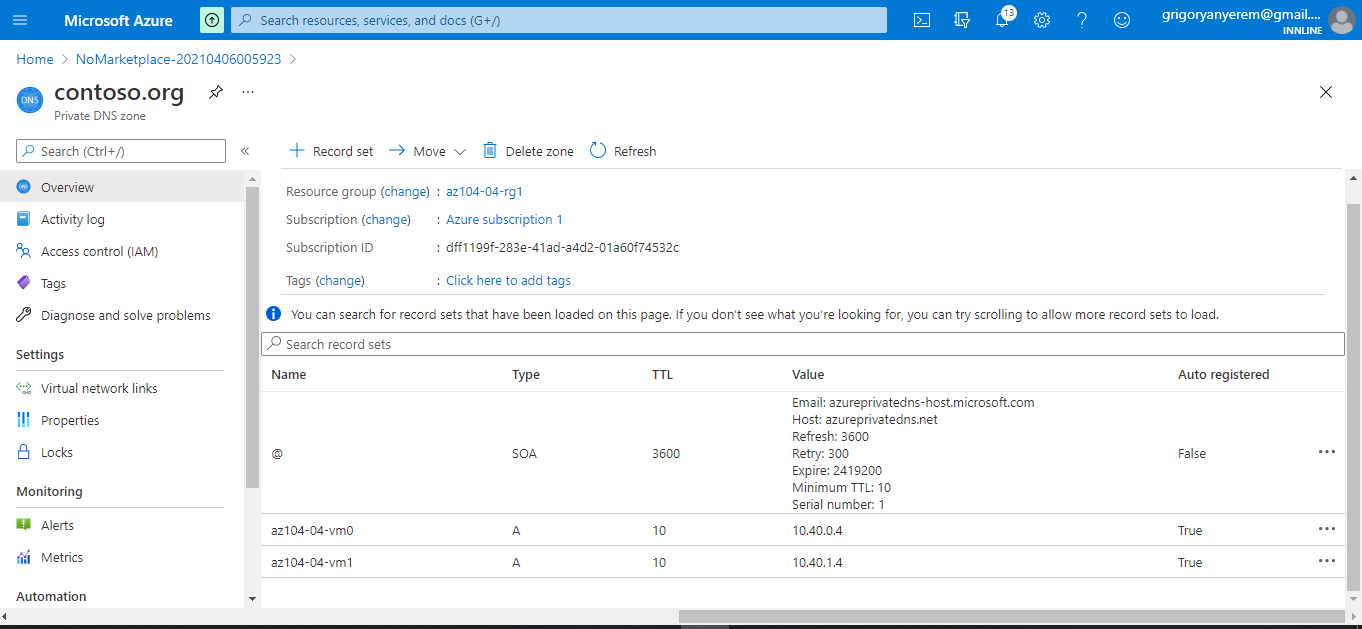 Microsoft Azure
Search resources, services, and docs (G+/)
13
grigoryanyerem@gmail....
INNLINE
Home > NoMarketplace-20210406005923 >
DNS
contoso.org
...
Private DNS zone
Search (Ctrl+/)
«
Record set
Move
Delete zone
Refresh
Overview
Activity log
Access control (IAM)
Tags
Diagnose and solve problems
Settings
Virtual network links
Properties
Locks
Monitoring
Alerts
Metrics
Automation
Resource group (change) : az104-04-rg1
Subscription (change) : Azure subscription 1
Subscription ID : dff1199f-283e-41ad-a4d2-01a60f74532c
Tags (change) : Click here to add tags
You can search for record sets that have been loaded on this page. If you don't see what you're looking for, you can try scrolling to allow more record sets to load.
Search record sets
Name Type TTL Value Auto registered
@ SOA 3600
Email: azureprivatedns-host.microsoft.com
Host: azureprivatedns.net
Refresh: 3600
Retry: 300
Expire: 2419200
Minimum TTL: 10
Serial number: 1
False
az104-04-vm0 A 10 10.40.0.4 True
az104-04-vm1 A 10 10.40.1.4 True